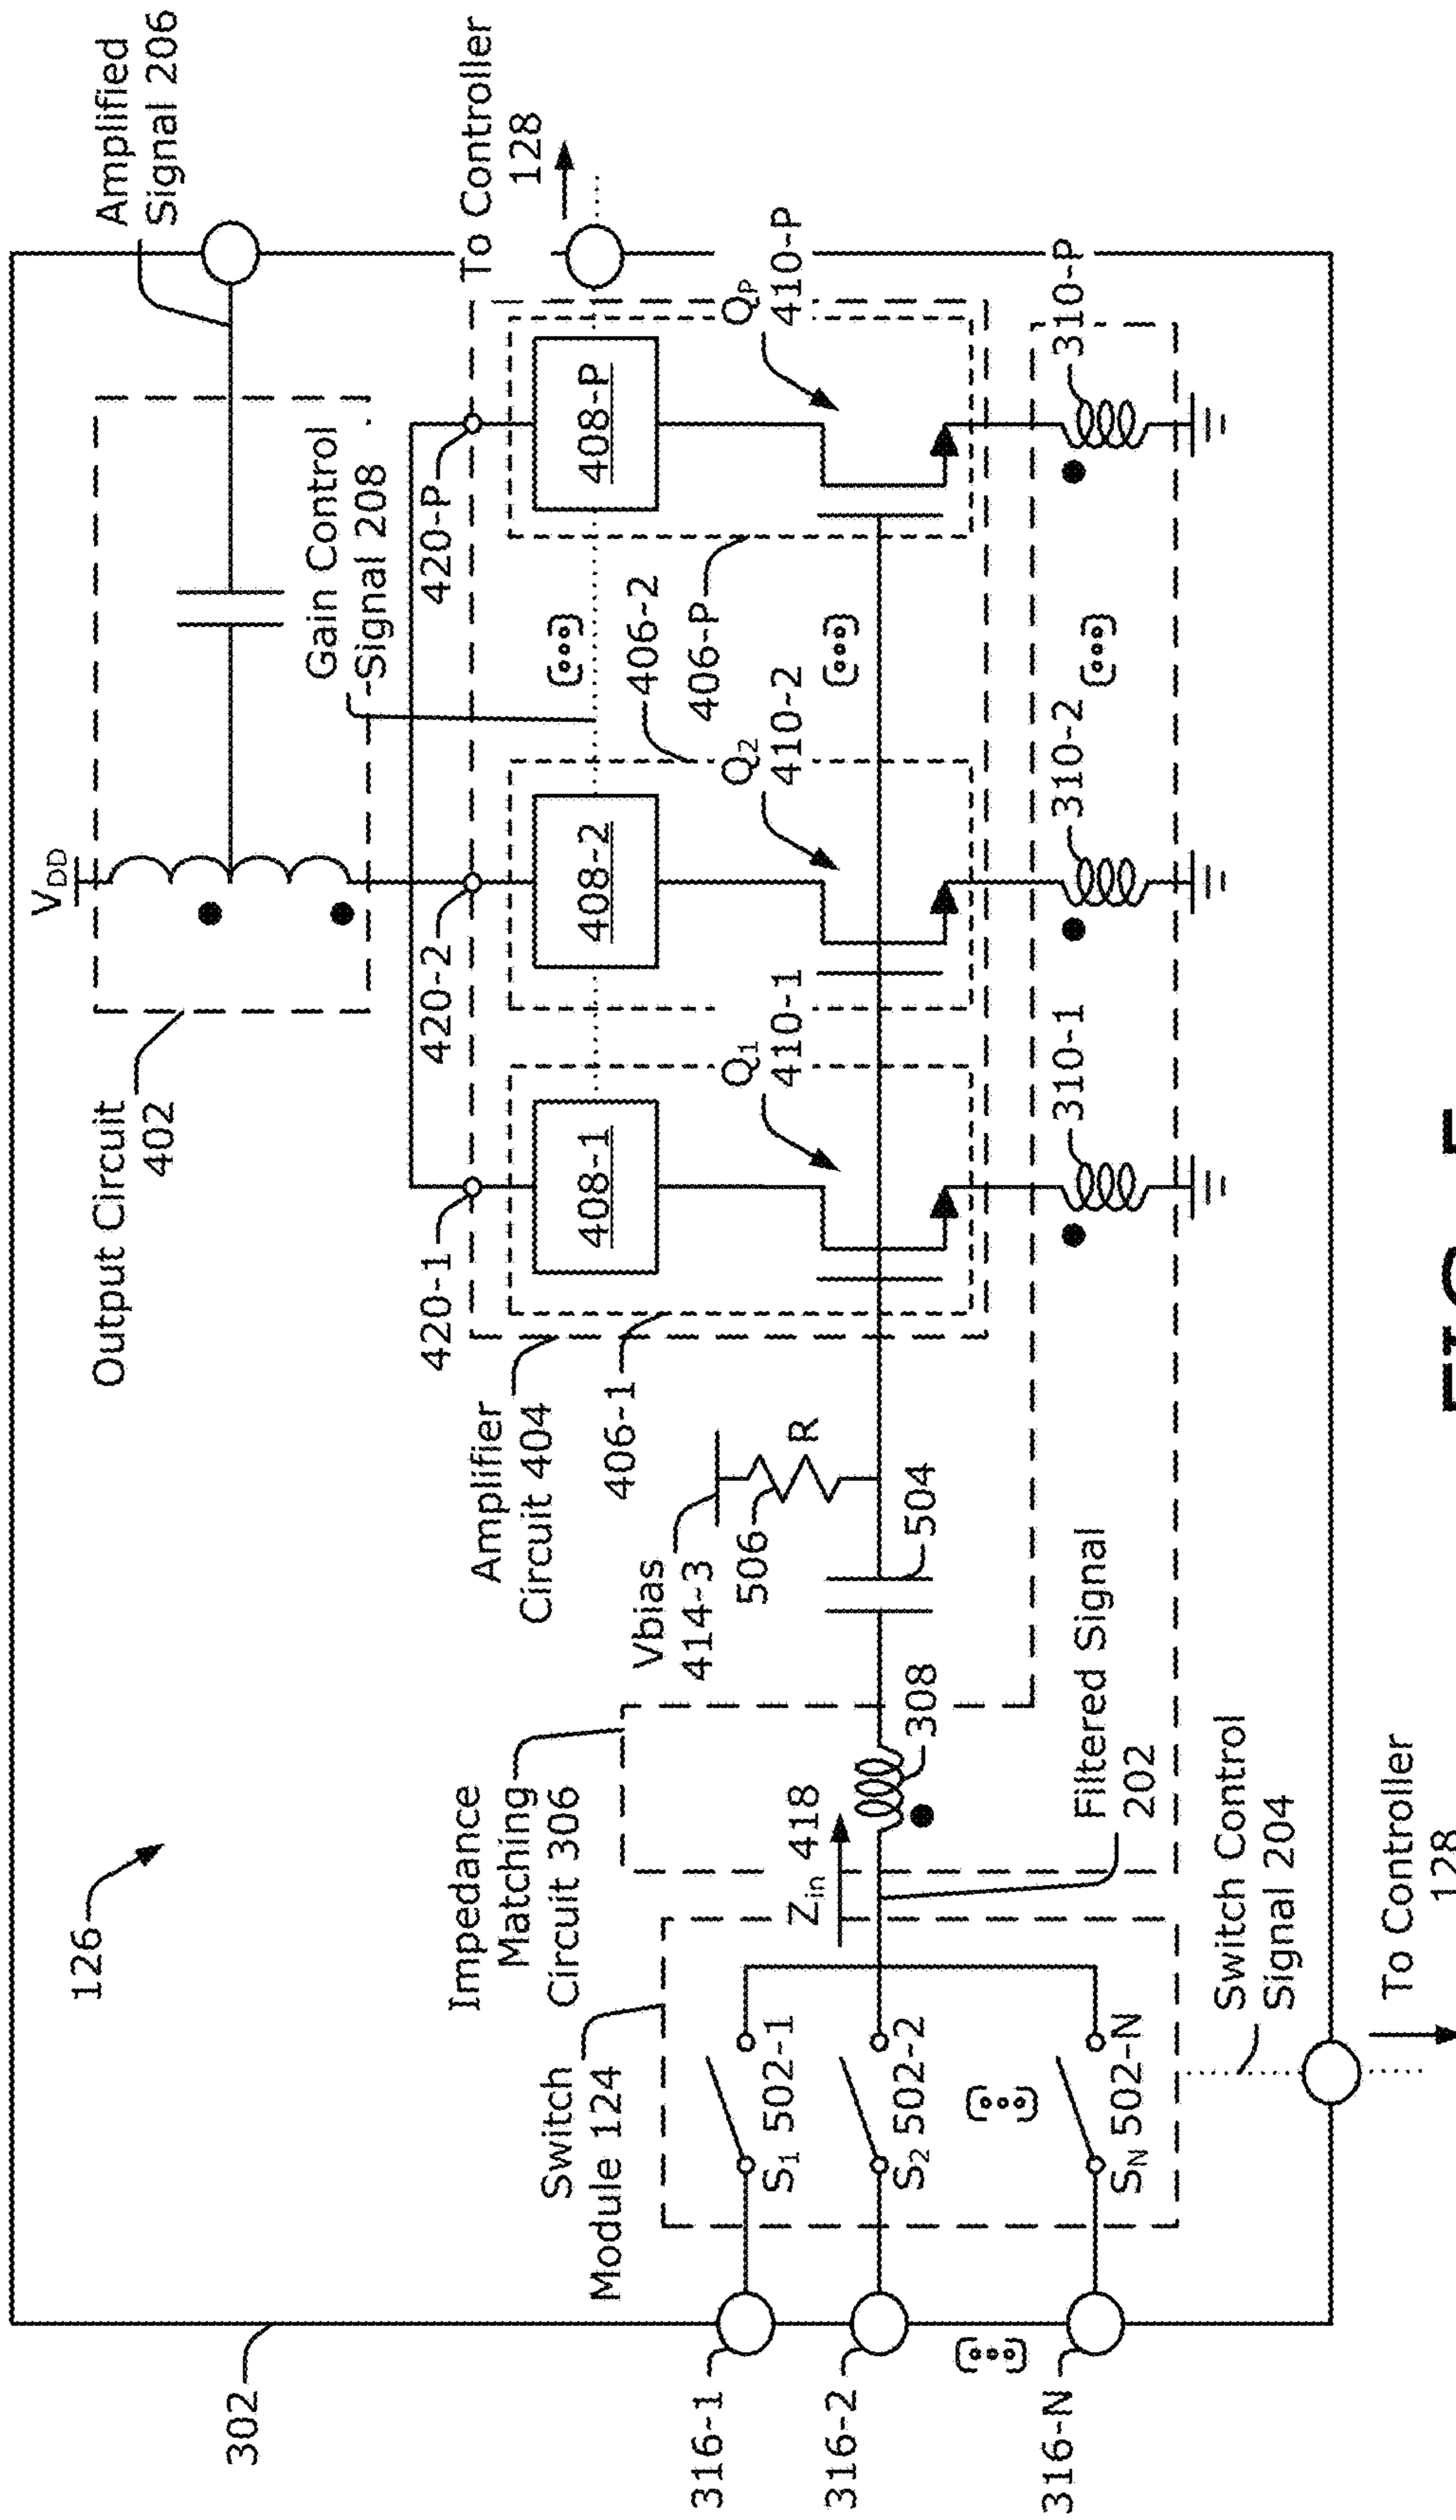 126
302
Output Circuit
402
V_DD
Amplified
Signal 206
Gain Control
Signal 208
To Controller
128
420-1
420-2
420-P
Amplifier
Circuit 404
408-1
408-2
408-P
406-1
406-2
406-P
Q₁
410-1
Q₂
410-2
Q_P
410-P
Impedance
Matching
Circuit 306
Switch
Module 124
Vbias
414-3
506
R
504
Z_in 418
308
310-1
310-2
310-P
316-1
316-2
316-N
S₁ 502-1
S₂ 502-2
S_N 502-N
Filtered Signal
202
Switch Control
Signal 204
To Controller
128